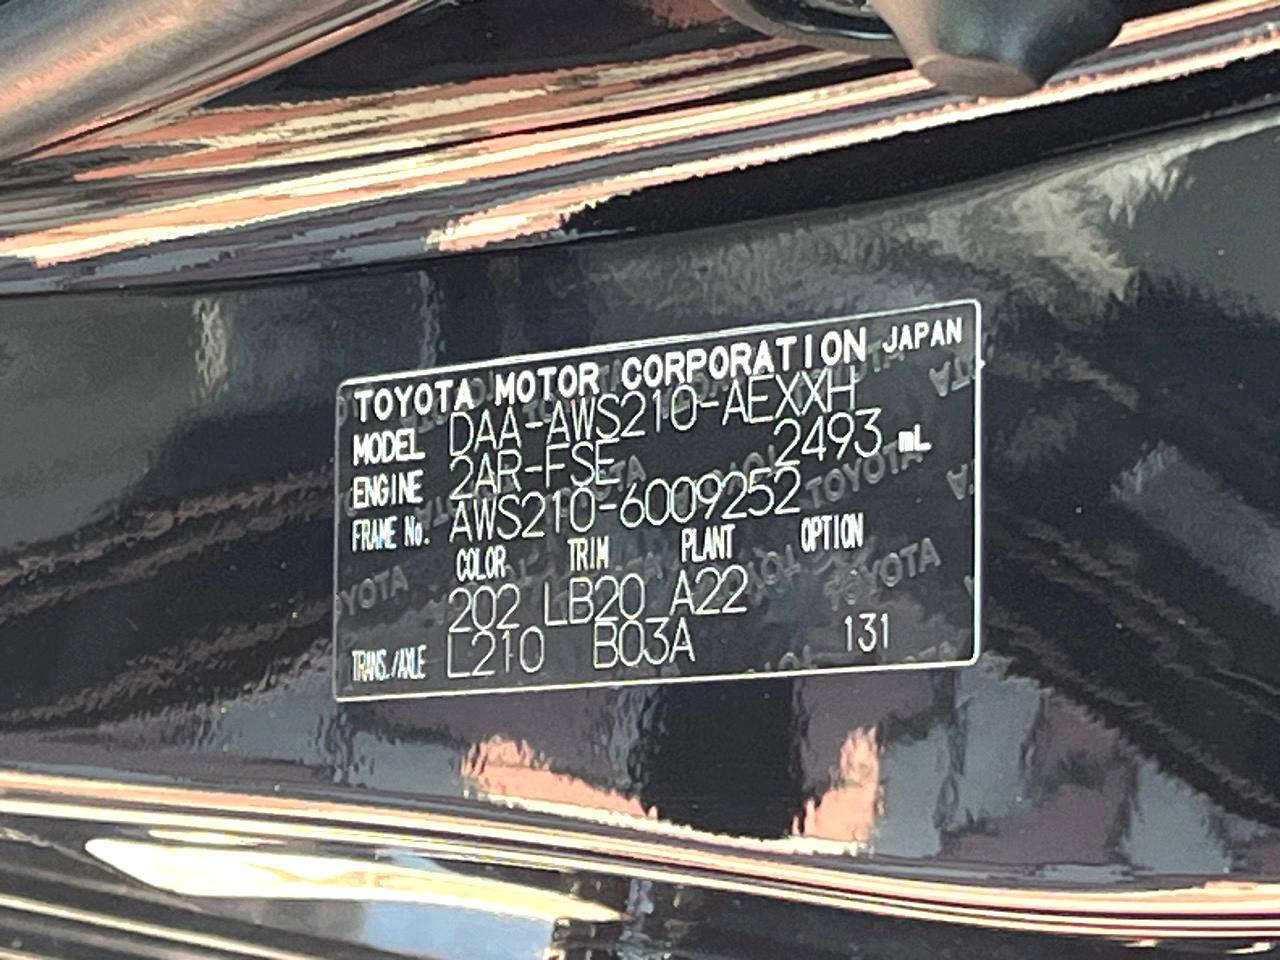 TOYOTA MOTOR CORPORATION JAPAN
MODEL DAA-AWS210-AEXXH
ENGINE 2AR-FSE 2493 mL
FRAME No. AWS210-6009252
COLOR TRIM PLANT OPTION
202 LB20 A22
TRANS./AXLE L210 B03A 131